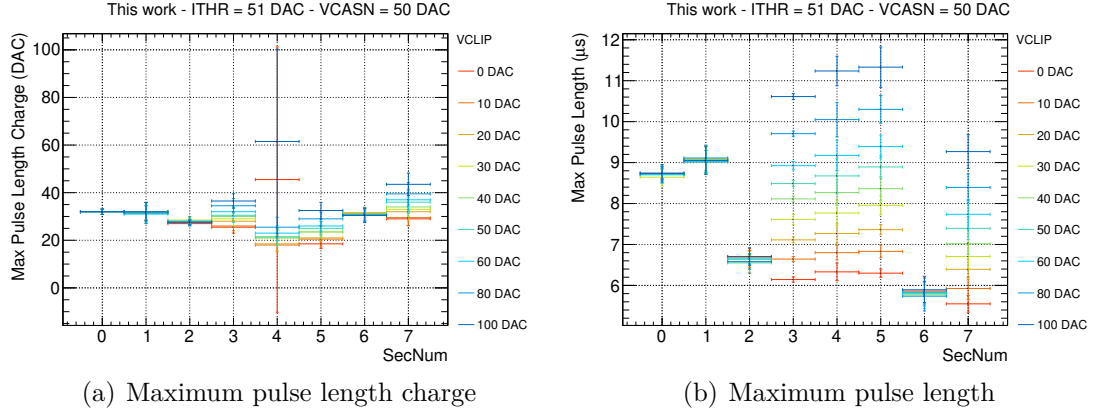 This work - ITHR = 51 DAC - VCASN = 50 DAC
Max Pulse Length Charge (DAC)
100
80
60
40
20
0
0 1 2 3 4 5 6 7
SecNum
VCLIP
0 DAC
10 DAC
20 DAC
30 DAC
40 DAC
50 DAC
60 DAC
80 DAC
100 DAC
(a) Maximum pulse length charge
This work - ITHR = 51 DAC - VCASN = 50 DAC
Max Pulse Length (μs)
12
11
10
9
8
7
6
0 1 2 3 4 5 6 7
SecNum
VCLIP
0 DAC
10 DAC
20 DAC
30 DAC
40 DAC
50 DAC
60 DAC
80 DAC
100 DAC
(b) Maximum pulse length